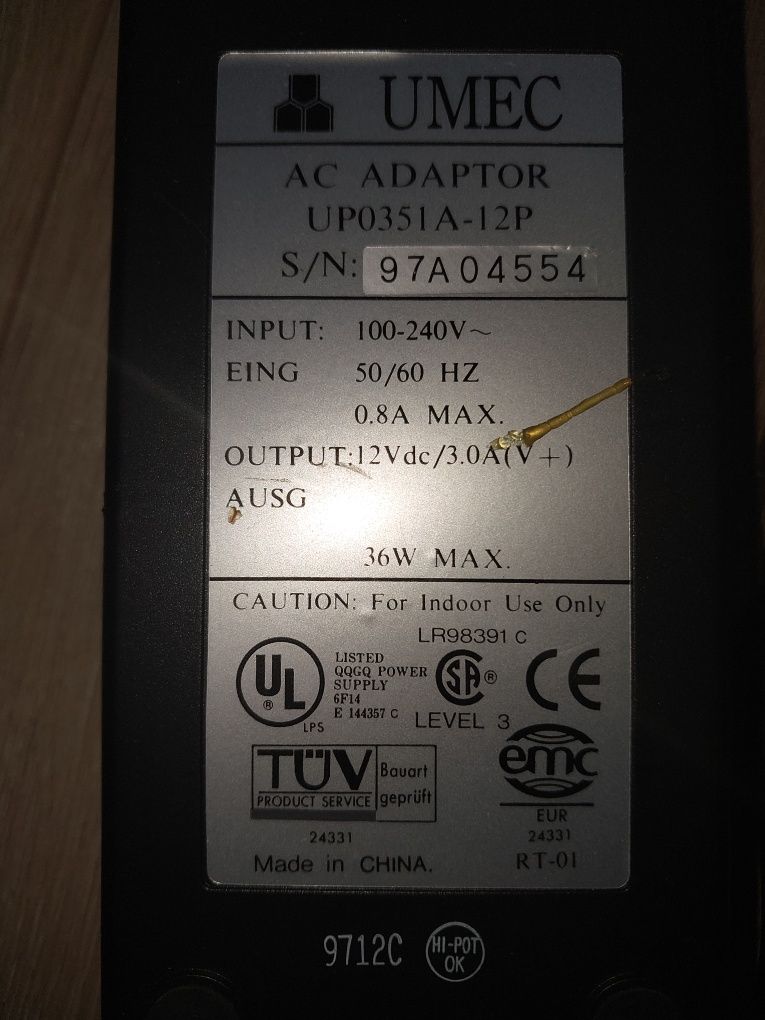 UMEC
AC ADAPTOR
UP0351A-12P
S/N: 97A04554
INPUT: 100-240V~
EING 50/60 HZ
0.8A MAX.
OUTPUT:12Vdc/3.0A(V+)
AUSG
36W MAX.
CAUTION: For Indoor Use Only
LR98391 C
UL
®
LPS
LISTED
QQGQ POWER
SUPPLY
6F14
E 144357 C
SA ®
LEVEL 3
CE
TÜV
PRODUCT SERVICE
Bauart
geprüft
24331
emc
EUR
24331
Made in CHINA.
RT-01
9712C
HI-POT
OK